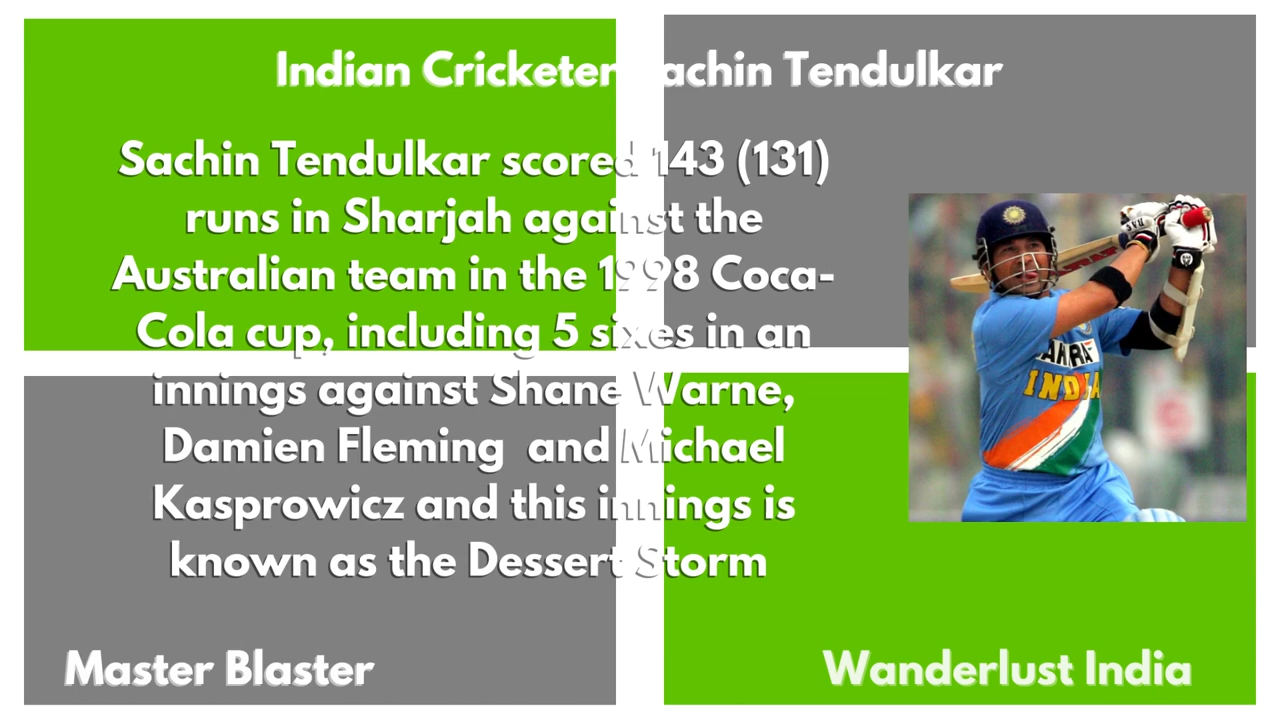 Indian Cricketer Sachin Tendulkar
Sachin Tendulkar scored 143 (131)
runs in Sharjah against the
Australian team in the 1998 Coca-
Cola cup, including 5 sixes in an
innings against Shane Warne,
Damien Fleming and Michael
Kasprowicz and this innings is
known as the Dessert Storm
AHARA
INDIA
Master Blaster
Wanderlust India